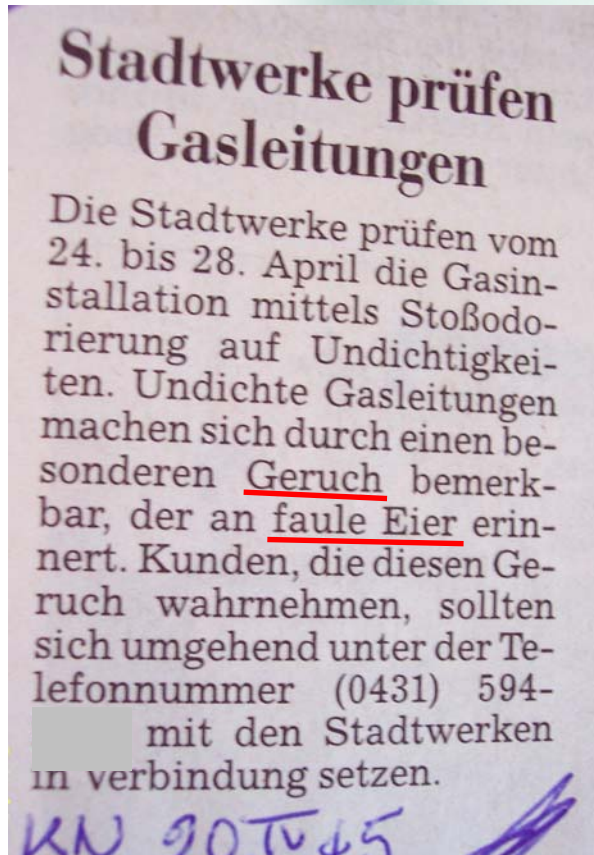 Stadtwerke prüfen
Gasleitungen
Die Stadtwerke prüfen vom
24. bis 28. April die Gasin-
stallation mittels Stoßodo-
rierung auf Undichtigkei-
ten. Undichte Gasleitungen
machen sich durch einen be-
sonderen Geruch bemerk-
bar, der an faule Eier erin-
nert. Kunden, die diesen Ge-
ruch wahrnehmen, sollten
sich umgehend unter der Te-
lefonnummer (0431) 594-
mit den Stadtwerken
in Verbindung setzen.
KN 20 IV